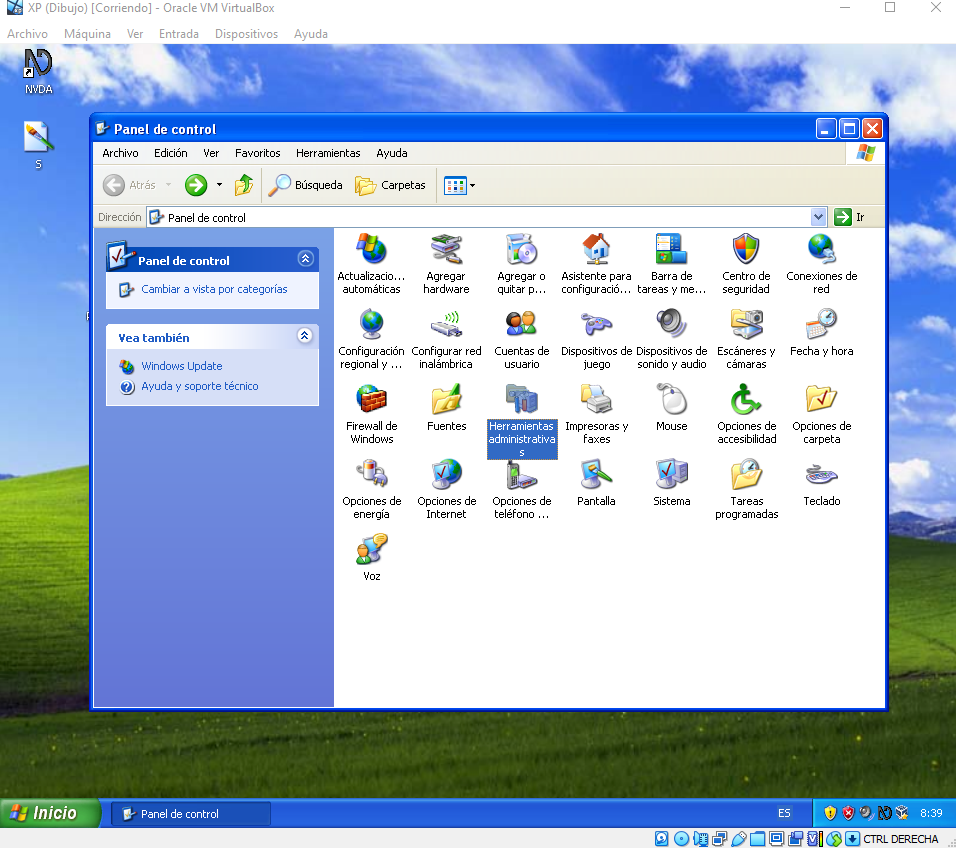 XP (Dibujo) [Corriendo] - Oracle VM VirtualBox
Archivo Máquina Ver Entrada Dispositivos Ayuda
NVDA
S
Panel de control
Archivo Edición Ver Favoritos Herramientas Ayuda
Atrás Búsqueda Carpetas
Dirección Panel de control Ir
Panel de control
Cambiar a vista por categorías
Vea también
Windows Update
Ayuda y soporte técnico
Actualizacio... Agregar Agregar o Asistente para Barra de Centro de Conexiones de
automáticas hardware quitar p... configuració... tareas y me... seguridad red
Configuración Configurar red Cuentas de Dispositivos de Dispositivos de Escáneres y Fecha y hora
regional y ... inalámbrica usuario juego sonido y audio cámaras
Firewall de Fuentes Herramientas Impresoras y Mouse Opciones de Opciones de
Windows administrativa faxes accesibilidad carpeta
s
Opciones de Opciones de Opciones de Pantalla Sistema Tareas Teclado
energía Internet teléfono ... programadas
Voz
Inicio Panel de control ES 8:39
CTRL DERECHA